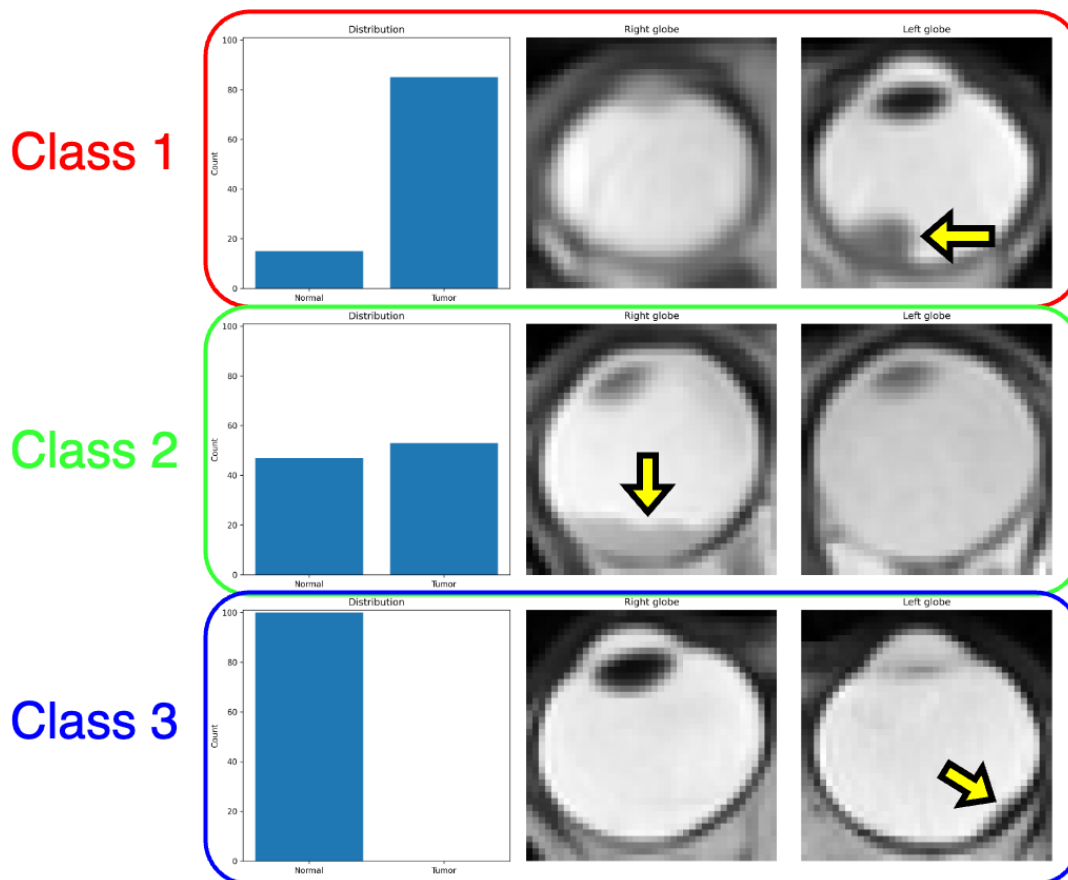 Class 1
Distribution
Right globe
Left globe
Count
100
80
60
40
20
0
Normal
Tumor
Class 2
Distribution
Right globe
Left globe
Count
100
80
60
40
20
0
Normal
Tumor
Class 3
Distribution
Right globe
Left globe
Count
100
80
60
40
20
0
Normal
Tumor